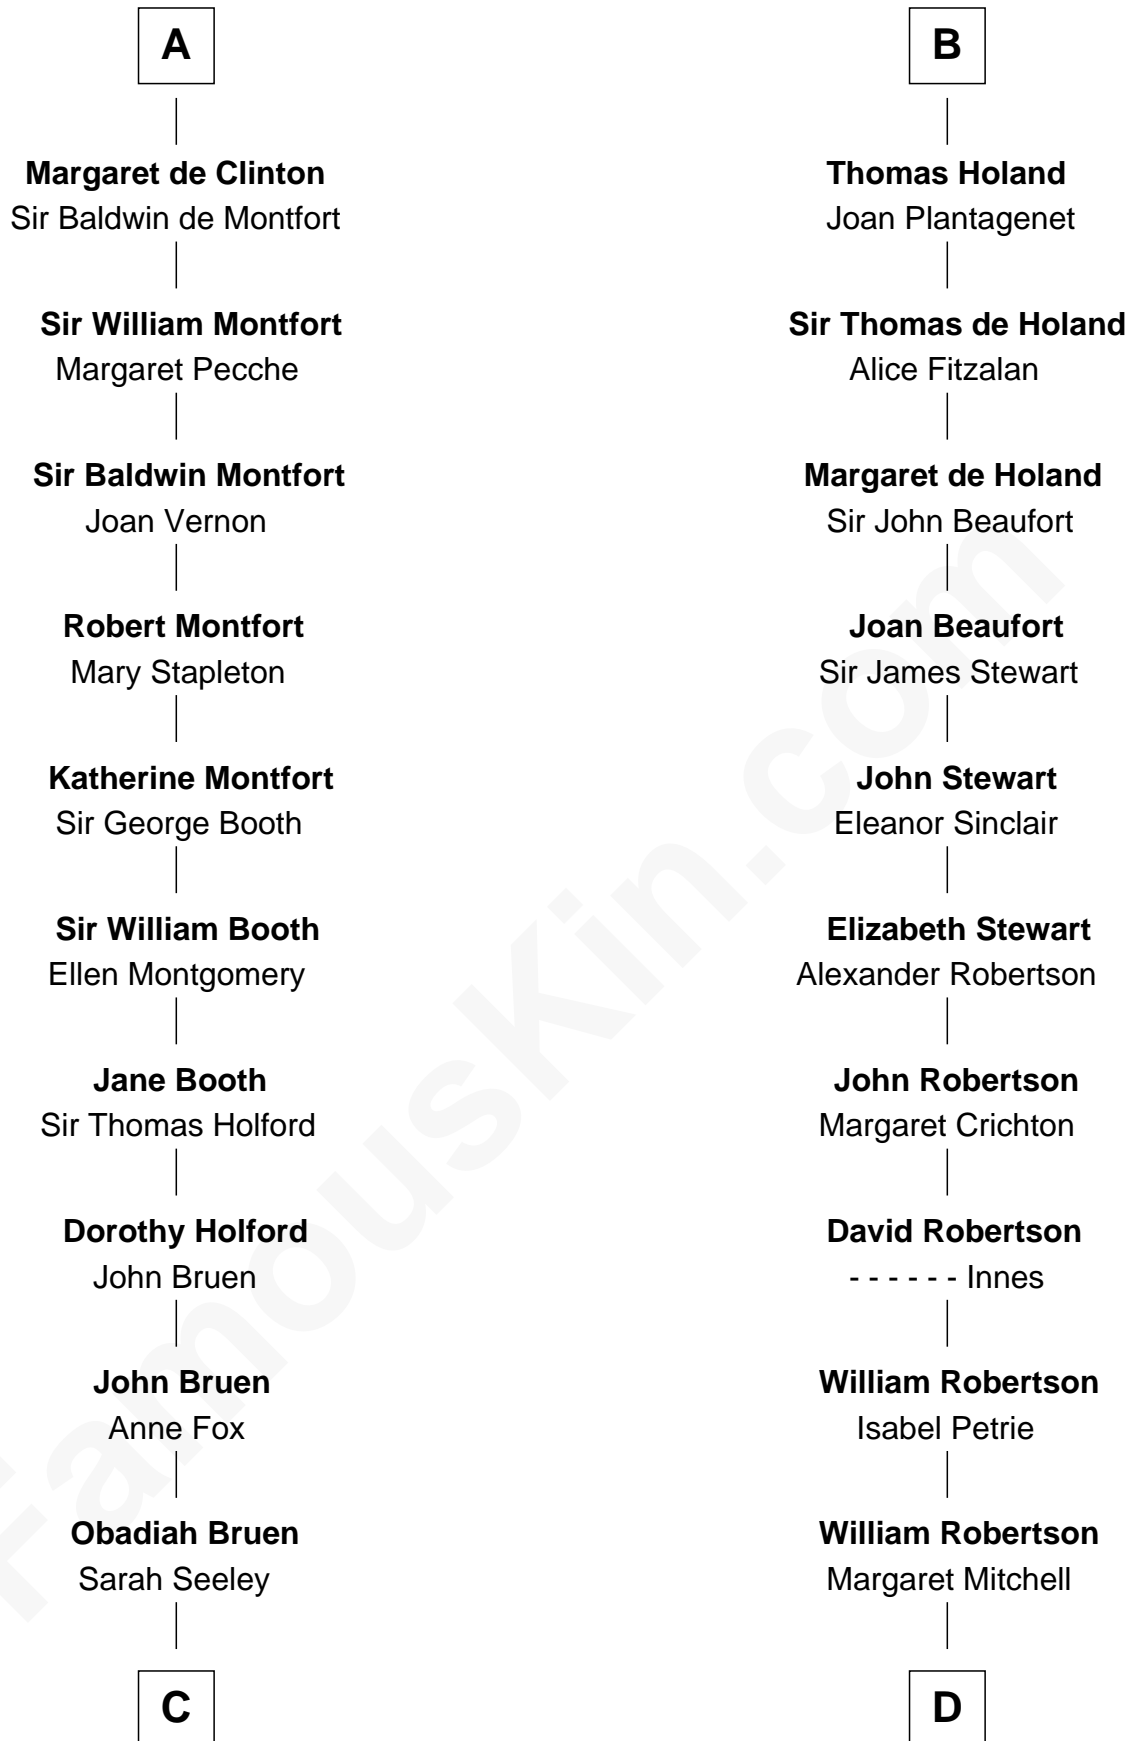 A
Margaret de Clinton
Sir Baldwin de Montfort
Sir William Montfort
Margaret Pecche
Sir Baldwin Montfort
Joan Vernon
Robert Montfort
Mary Stapleton
Katherine Montfort
Sir George Booth
Sir William Booth
Ellen Montgomery
Jane Booth
Sir Thomas Holford
Dorothy Holford
John Bruen
John Bruen
Anne Fox
Obadiah Bruen
Sarah Seeley
C
B
Thomas Holand
Joan Plantagenet
Sir Thomas de Holand
Alice Fitzalan
Margaret de Holand
Sir John Beaufort
Joan Beaufort
Sir James Stewart
John Stewart
Eleanor Sinclair
Elizabeth Stewart
Alexander Robertson
John Robertson
Margaret Crichton
David Robertson
- - - - - - Innes
William Robertson
Isabel Petrie
William Robertson
Margaret Mitchell
D
FamousKin.com